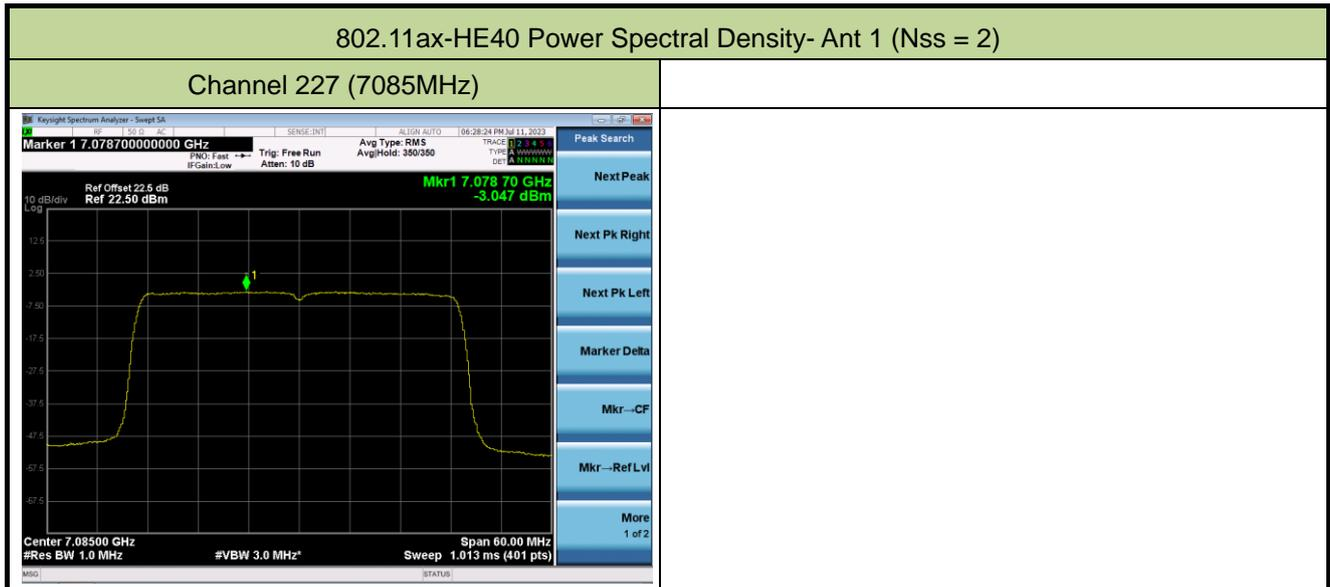 802.11ax-HE40 Power Spectral Density- Ant 1 (Nss = 2)
Channel 227 (7085MHz)
Keysight Spectrum Analyzer - Swept SA
RF 50 Ω AC SENSE:INT ALIGN AUTO 06:28:24 PM Jul 11, 2023
Marker 1 7.078700000000 GHz
PNO: Fast
IFGain:Low
Trig: Free Run
Atten: 10 dB
Avg Type: RMS
Avg|Hold: 350/350
TRACE 1 2 3 4 5 6
TYPE A WWWWW
DET A N N N N N
Peak Search
Mkr1 7.078 70 GHz
-3.047 dBm
Ref Offset 22.5 dB
10 dB/div Ref 22.50 dBm
Log
12.5
2.50
-7.50
-17.5
-27.5
-37.5
-47.5
-57.5
-67.5
1
Next Peak
Next Pk Right
Next Pk Left
Marker Delta
Mkr→CF
Mkr→Ref Lvl
More
1 of 2
Center 7.08500 GHz Span 60.00 MHz
#Res BW 1.0 MHz #VBW 3.0 MHz* Sweep 1.013 ms (401 pts)
MSG STATUS